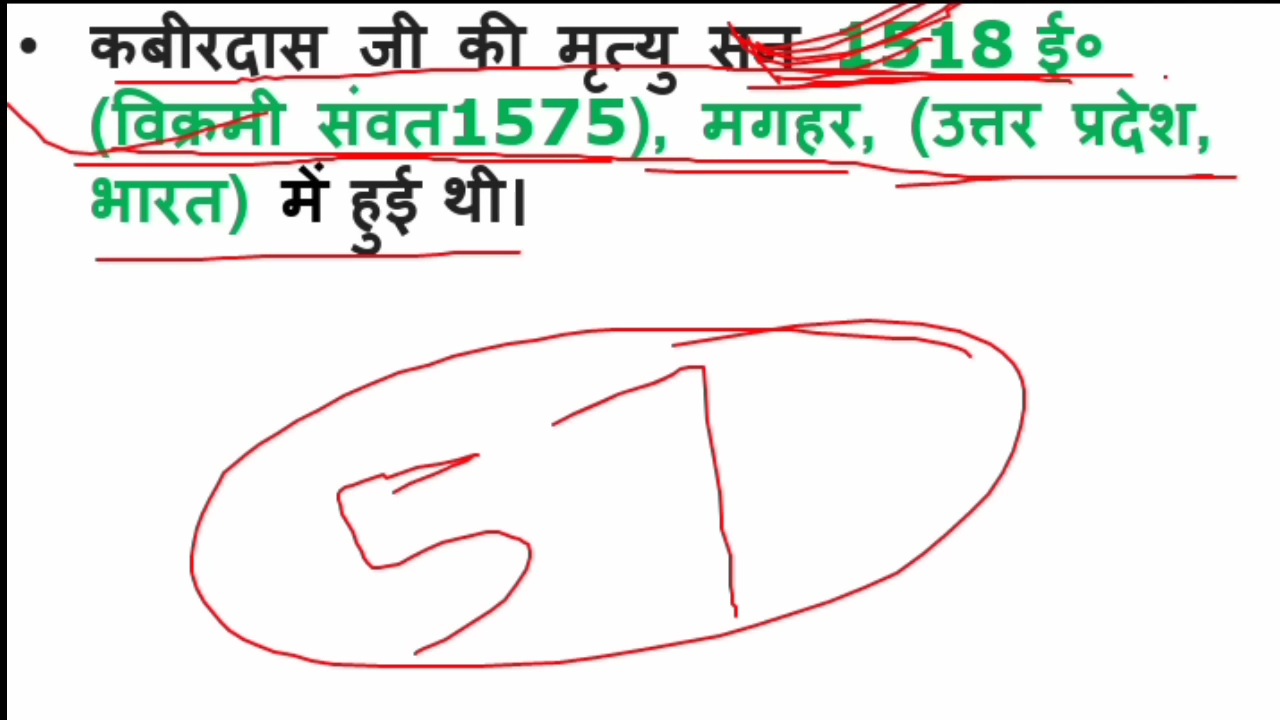 • कबीरदास जी की मृत्यु सन 1518 ई०
(विक्रमी संवत1575), मगहर, (उत्तर प्रदेश,
भारत) में हुई थी।
57